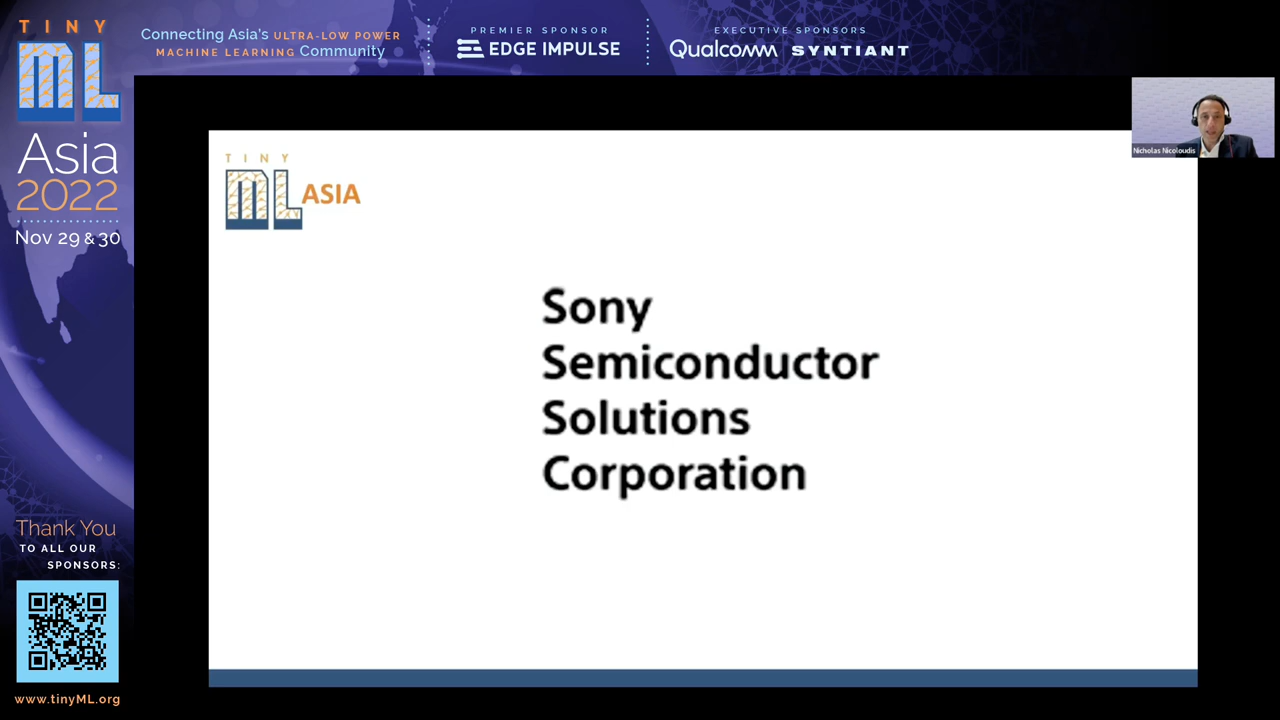 TINY
ML
Asia
2022
Nov 29 & 30
Connecting Asia's ULTRA-LOW POWER
MACHINE LEARNING Community
PREMIER SPONSOR
EDGE IMPULSE
EXECUTIVE SPONSORS
Qualcomm SYNTIANT
Nicholas Nicoloudis
TINY
ML ASIA
Sony
Semiconductor
Solutions
Corporation
Thank You
TO ALL OUR
SPONSORS:
www.tinyML.org